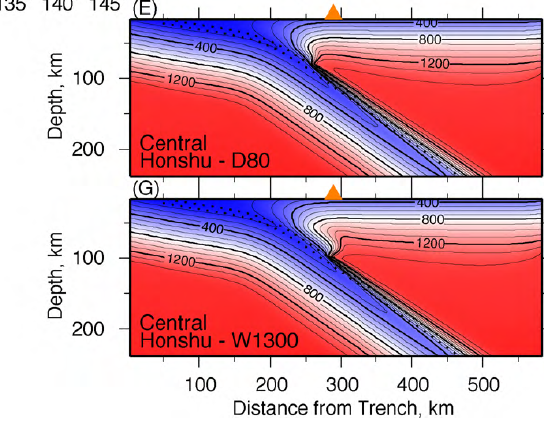 135 140 145
(E)
400
800
1200
400
1200
800
100
200
Depth, km
Central
Honshu - D80
(G)
400
800
1200
400
1200
800
100
200
Depth, km
Central
Honshu - W1300
100 200 300 400 500
Distance from Trench, km